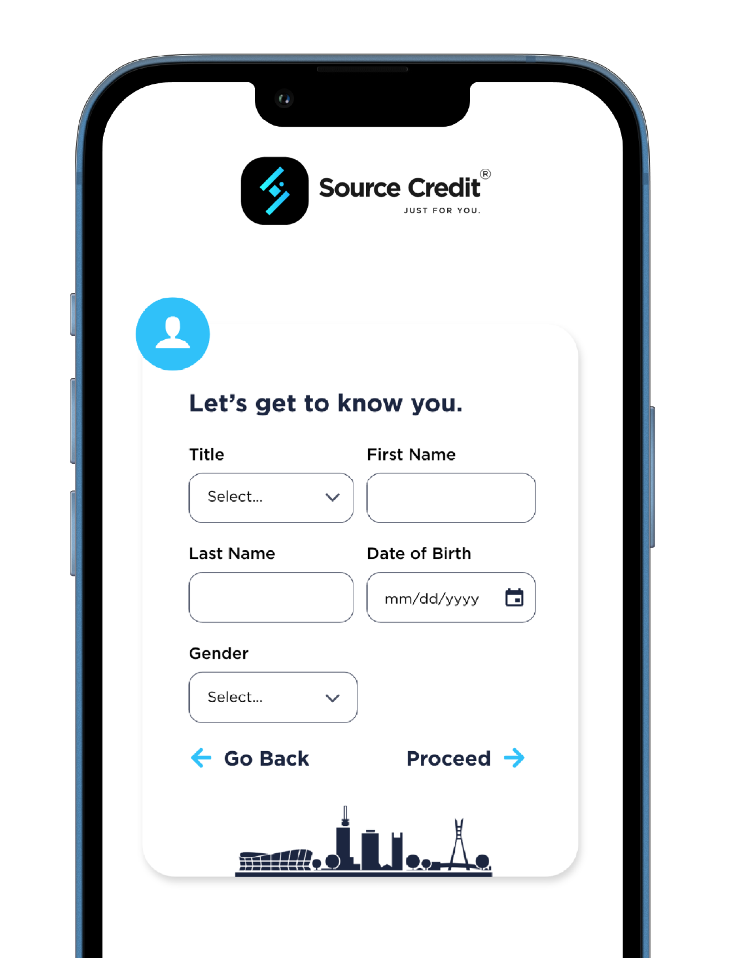 Source Credit®
JUST FOR YOU.
Let’s get to know you.
Title First Name
Select...
Last Name Date of Birth
mm/dd/yyyy
Gender
Select...
Go Back Proceed